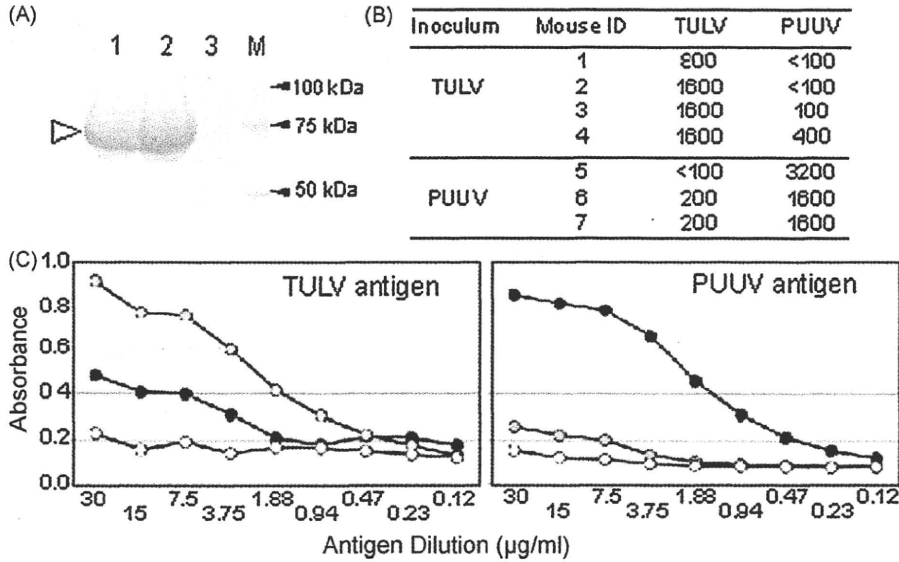 (A)
1 2 3 M
100 kDa
75 kDa
50 kDa
(B)
Inoculum Mouse ID TULV PUUV
TULV
1 800 <100
2 1600 <100
3 1600 100
4 1600 400
PUUV
5 <100 3200
6 200 1600
7 200 1600
(C)
TULV antigen
PUUV antigen
Absorbance
1.0
0.8
0.6
0.4
0.2
0.0
30 15 7.5 3.75 1.88 0.94 0.47 0.23 0.12
30 15 7.5 3.75 1.88 0.94 0.47 0.23 0.12
Antigen Dilution (µg/ml)